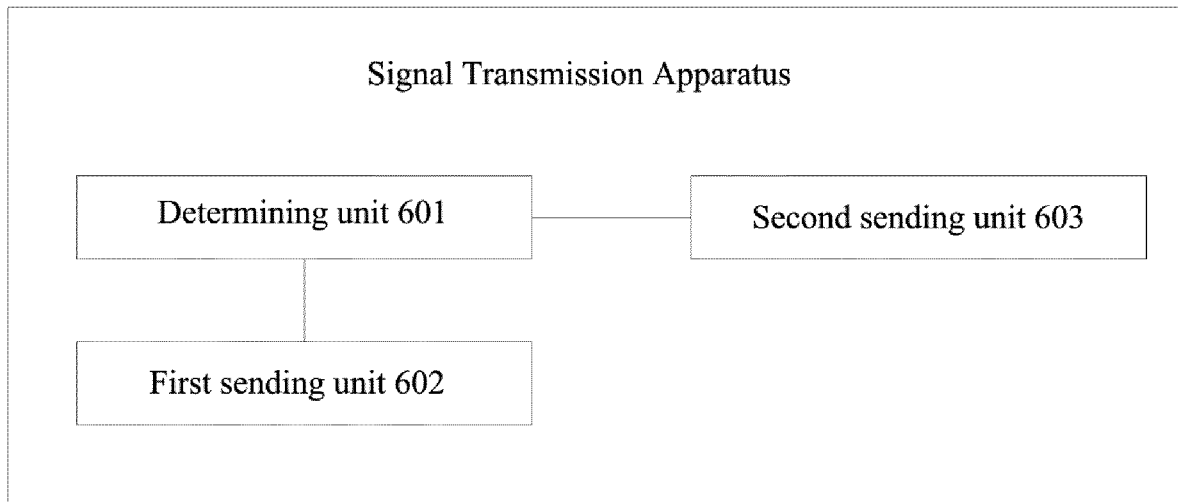 Signal Transmission Apparatus
Determining unit 601
Second sending unit 603
First sending unit 602